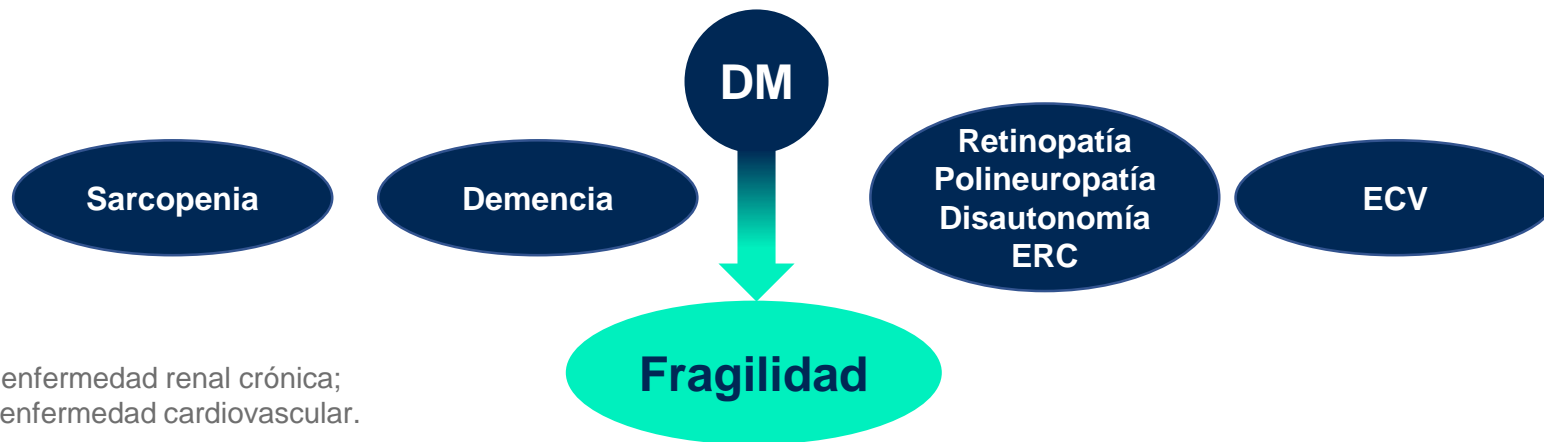 DM
Sarcopenia
Demencia
Retinopatía
Polineuropatía
Disautonomía
ERC
ECV
Fragilidad
enfermedad renal crónica;
enfermedad cardiovascular.